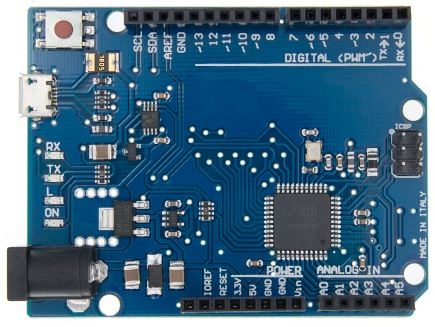 SCL
SDA
AREF
GND
~13
12
~11
~10
~9
8
7
~6
~5
4
~3
2
TX→1
RX←0
DIGITAL (PWM~)
ICSP
MADE IN ITALY
RX
TX
L
ON
IOREF
RESET
3.3V
5V
GND
GND
Vin
POWER
ANALOG IN
A0
A1
A2
A3
A4
A5